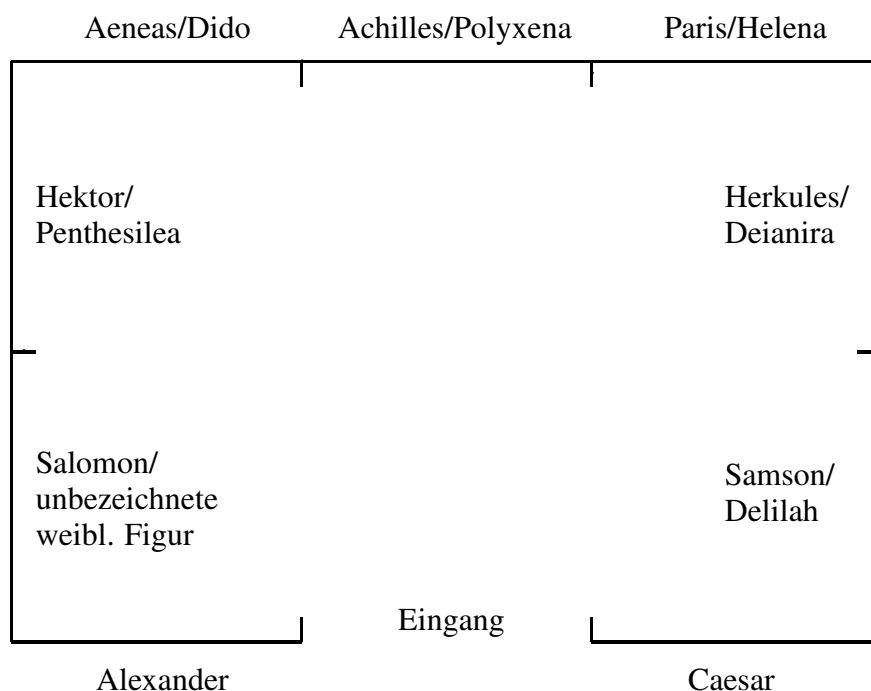 Aeneas/Dido Achilles/Polyxena Paris/Helena
Hektor/
Penthesilea
Herkules/
Deianira
Salomon/
unbezeichnete
weibl. Figur
Samson/
Delilah
Eingang
Alexander Caesar